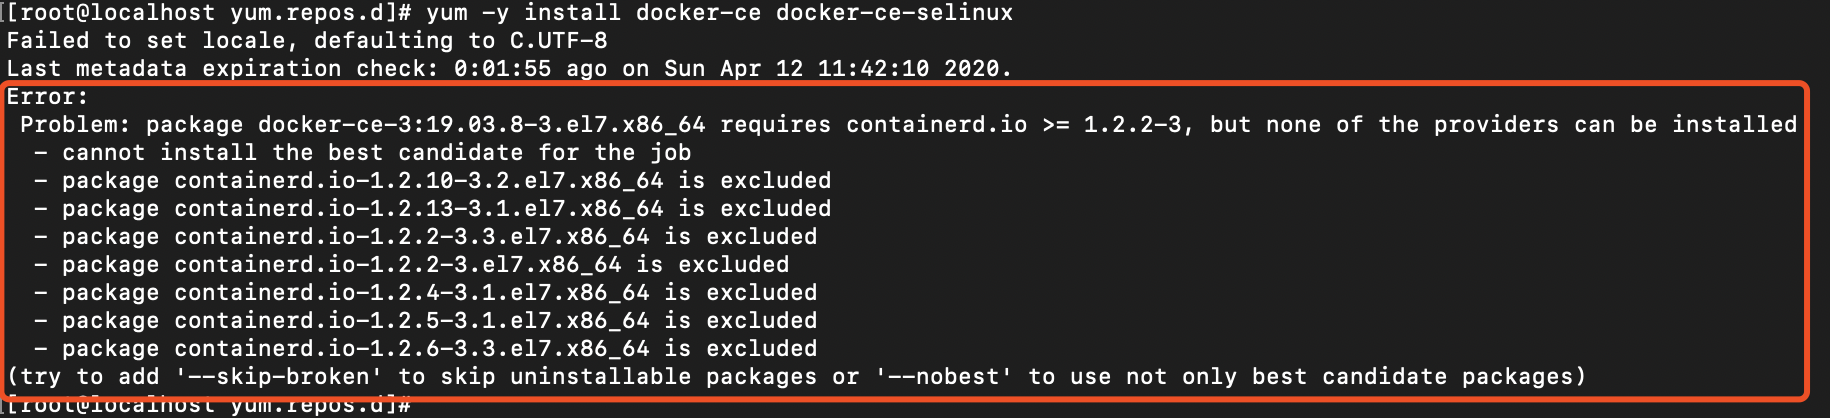 [[root@localhost yum.repos.d]# yum -y install docker-ce docker-ce-selinux
Failed to set locale, defaulting to C.UTF-8
Last metadata expiration check: 0:01:55 ago on Sun Apr 12 11:42:10 2020.
Error:
 Problem: package docker-ce-3:19.03.8-3.el7.x86_64 requires containerd.io >= 1.2.2-3, but none of the providers can be installed
  - cannot install the best candidate for the job
  - package containerd.io-1.2.10-3.2.el7.x86_64 is excluded
  - package containerd.io-1.2.13-3.1.el7.x86_64 is excluded
  - package containerd.io-1.2.2-3.3.el7.x86_64 is excluded
  - package containerd.io-1.2.2-3.el7.x86_64 is excluded
  - package containerd.io-1.2.4-3.1.el7.x86_64 is excluded
  - package containerd.io-1.2.5-3.1.el7.x86_64 is excluded
  - package containerd.io-1.2.6-3.3.el7.x86_64 is excluded
(try to add '--skip-broken' to skip uninstallable packages or '--nobest' to use not only best candidate packages)
[[root@localhost yum.repos.d]#